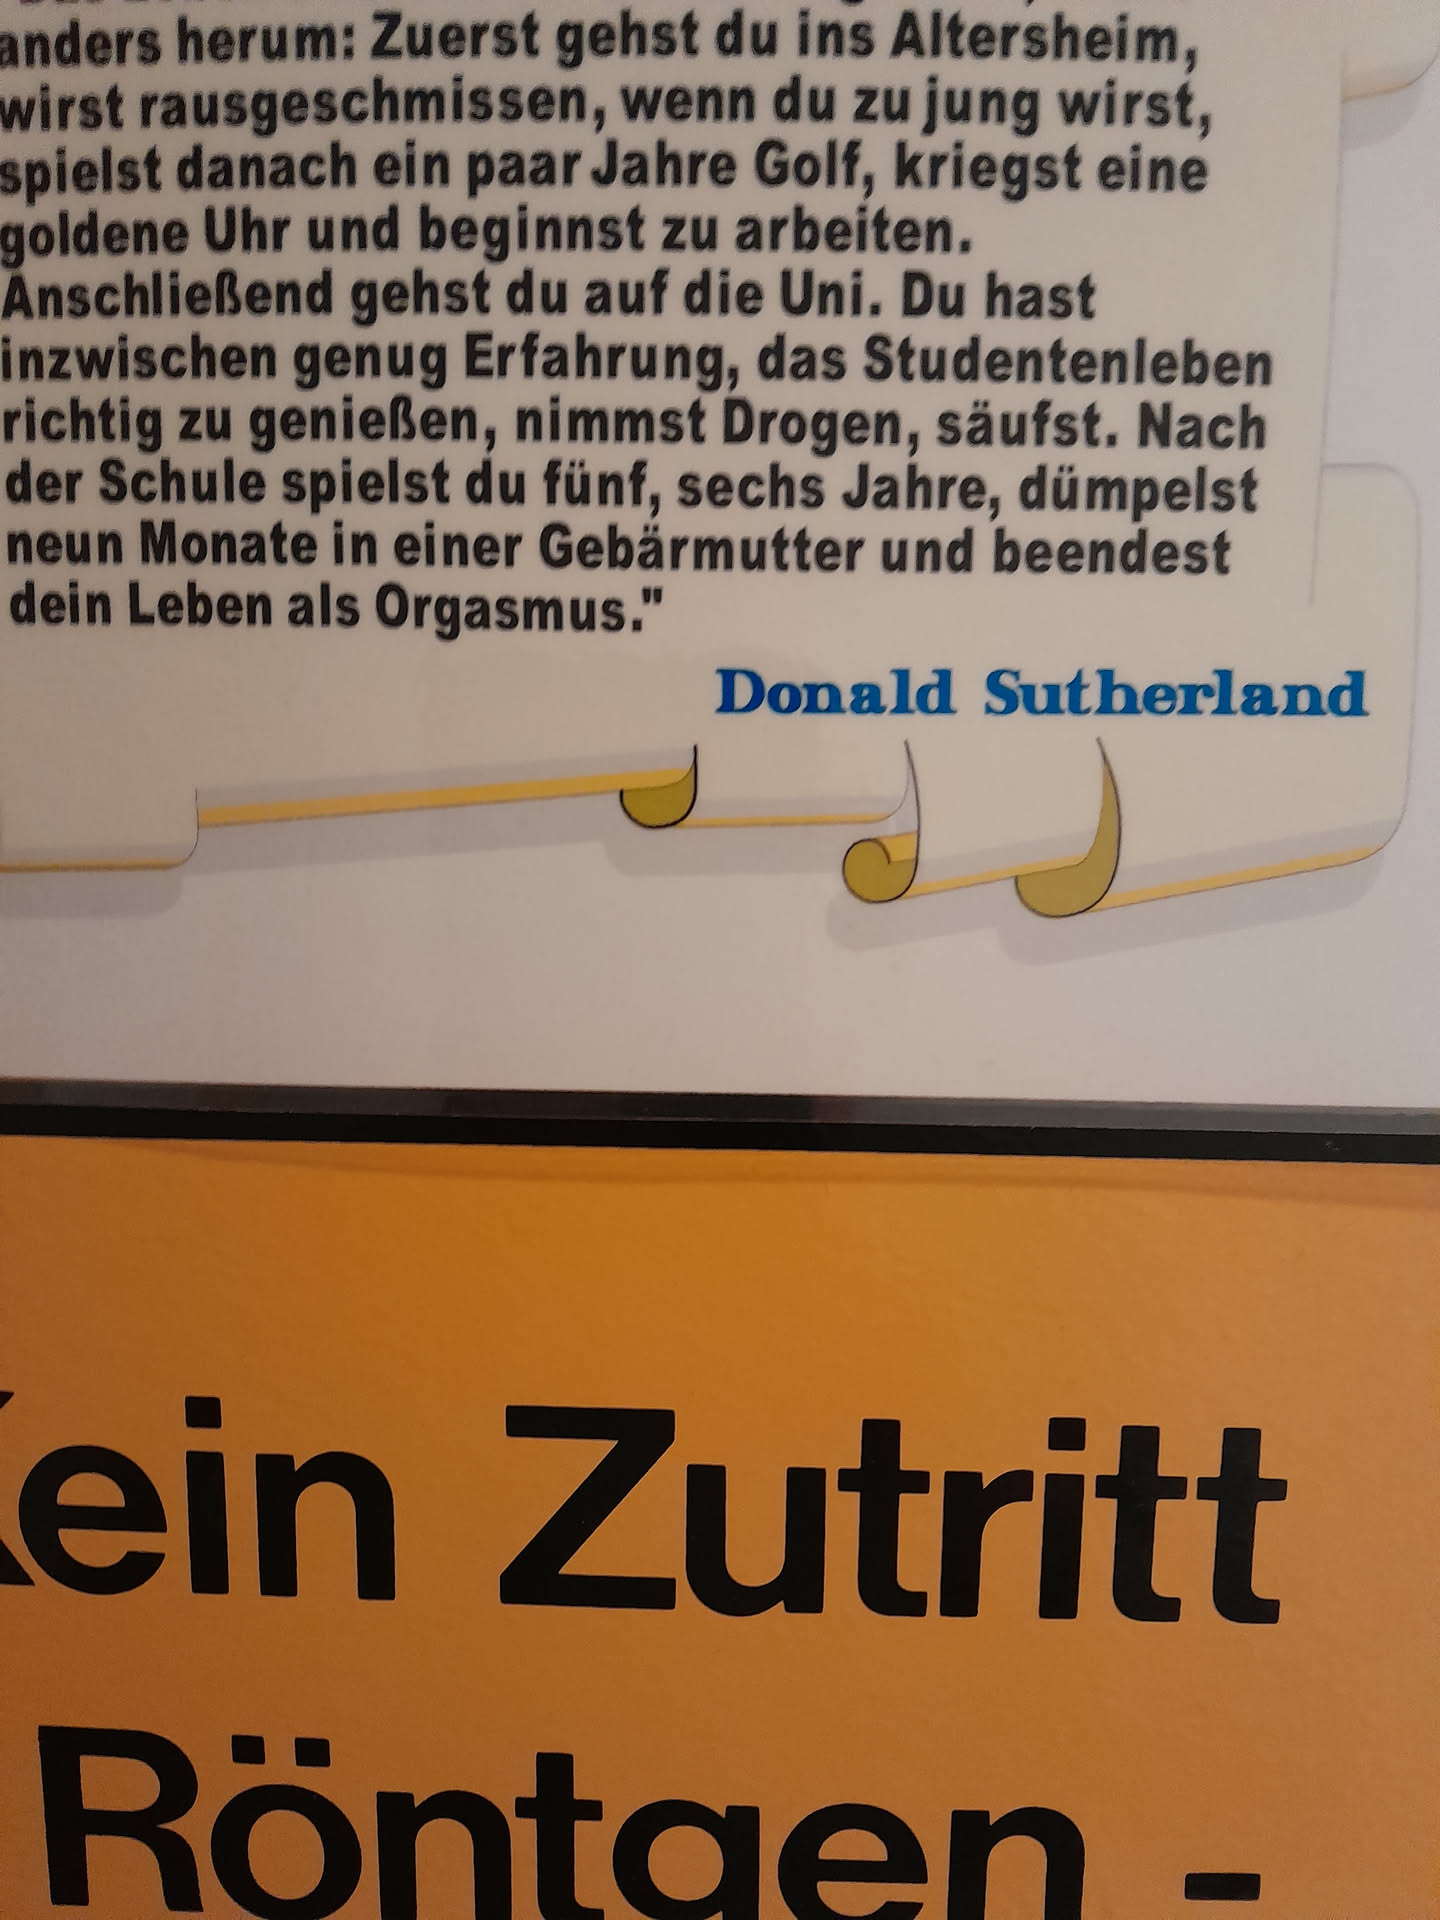 anders herum: Zuerst gehst du ins Altersheim,
wirst rausgeschmissen, wenn du zu jung wirst,
spielst danach ein paar Jahre Golf, kriegst eine
goldene Uhr und beginnst zu arbeiten.
Anschließend gehst du auf die Uni. Du hast
inzwischen genug Erfahrung, das Studentenleben
richtig zu genießen, nimmst Drogen, säufst. Nach
der Schule spielst du fünf, sechs Jahre, dümpelst
neun Monate in einer Gebärmutter und beendest
dein Leben als Orgasmus."
Donald Sutherland
Kein Zutritt
Röntgen -